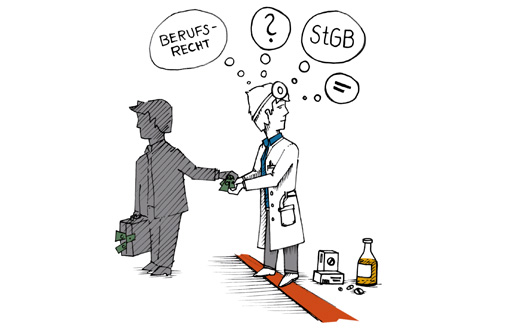 BERUFS-
RECHT
?
StGB
=